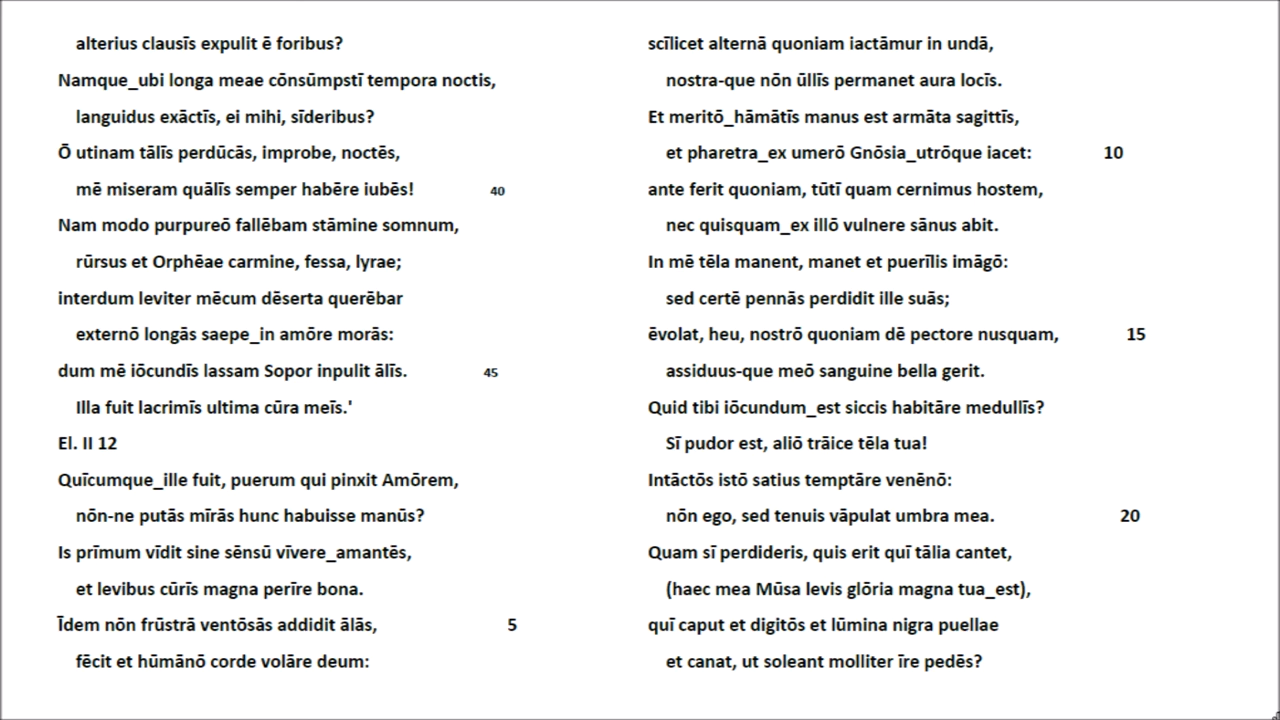 alterius clausīs expulit ē foribus?
Namque_ubi longa meae cōnsūmpstī tempora noctis,
languidus exāctīs, ei mihi, sīderibus?
Ō utinam tālīs perdūcās, improbe, noctēs,
mē miseram quālīs semper habēre iubēs! 40
Nam modo purpureō fallēbam stāmine somnum,
rūrsus et Orphēae carmine, fessa, lyrae;
interdum leviter mēcum dēserta querēbar
externō longās saepe_in amōre morās:
dum mē iōcundīs lassam Sopor inpulit ālīs. 45
Illa fuit lacrimīs ultima cūra meīs.'
El. II 12
Quīcumque_ille fuit, puerum qui pinxit Amōrem,
nōn-ne putās mīrās hunc habuisse manūs?
Is prīmum vīdit sine sēnsū vīvere_amantēs,
et levibus cūrīs magna perīre bona.
Īdem nōn frūstrā ventōsās addidit ālās, 5
fēcit et hūmānō corde volāre deum:
scīlicet alternā quoniam iactāmur in undā,
nostra-que nōn ūllīs permanet aura locīs.
Et meritō_hāmātīs manus est armāta sagittīs,
et pharetra_ex umerō Gnōsia_utrōque iacet: 10
ante ferit quoniam, tūtī quam cernimus hostem,
nec quisquam_ex illō vulnere sānus abit.
In mē tēla manent, manet et puerīlis imāgō:
sed certē pennās perdidit ille suās;
ēvolat, heu, nostrō quoniam dē pectore nusquam, 15
assiduus-que meō sanguine bella gerit.
Quid tibi iōcundum_est siccis habitāre medullīs?
Sī pudor est, aliō trāice tēla tua!
Intāctōs istō satius temptāre venēnō:
nōn ego, sed tenuis vāpulat umbra mea. 20
Quam sī perdideris, quis erit quī tālia cantet,
(haec mea Mūsa levis glōria magna tua_est),
quī caput et digitōs et lūmina nigra puellae
et canat, ut soleant molliter īre pedēs?